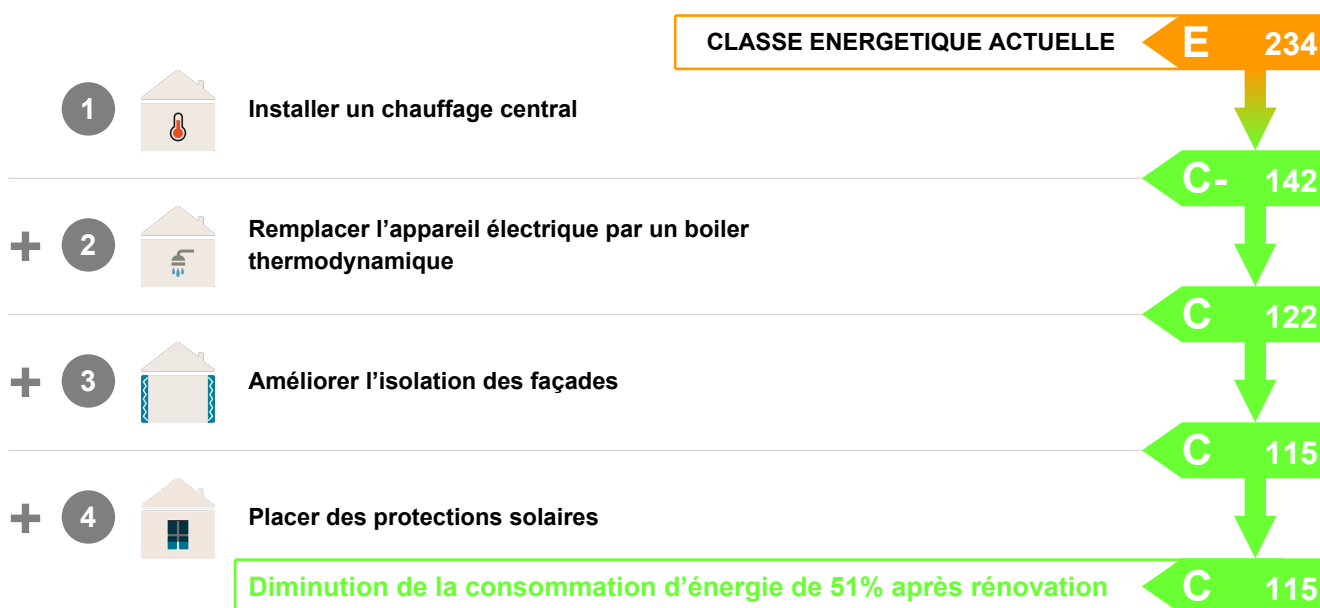 CLASSE ENERGETIQUE ACTUELLE E 234
1 Installer un chauffage central
C- 142
+ 2 Remplacer l’appareil électrique par un boiler
thermodynamique
C 122
+ 3 Améliorer l’isolation des façades
C 115
+ 4 Placer des protections solaires
Diminution de la consommation d’énergie de 51% après rénovation C 115